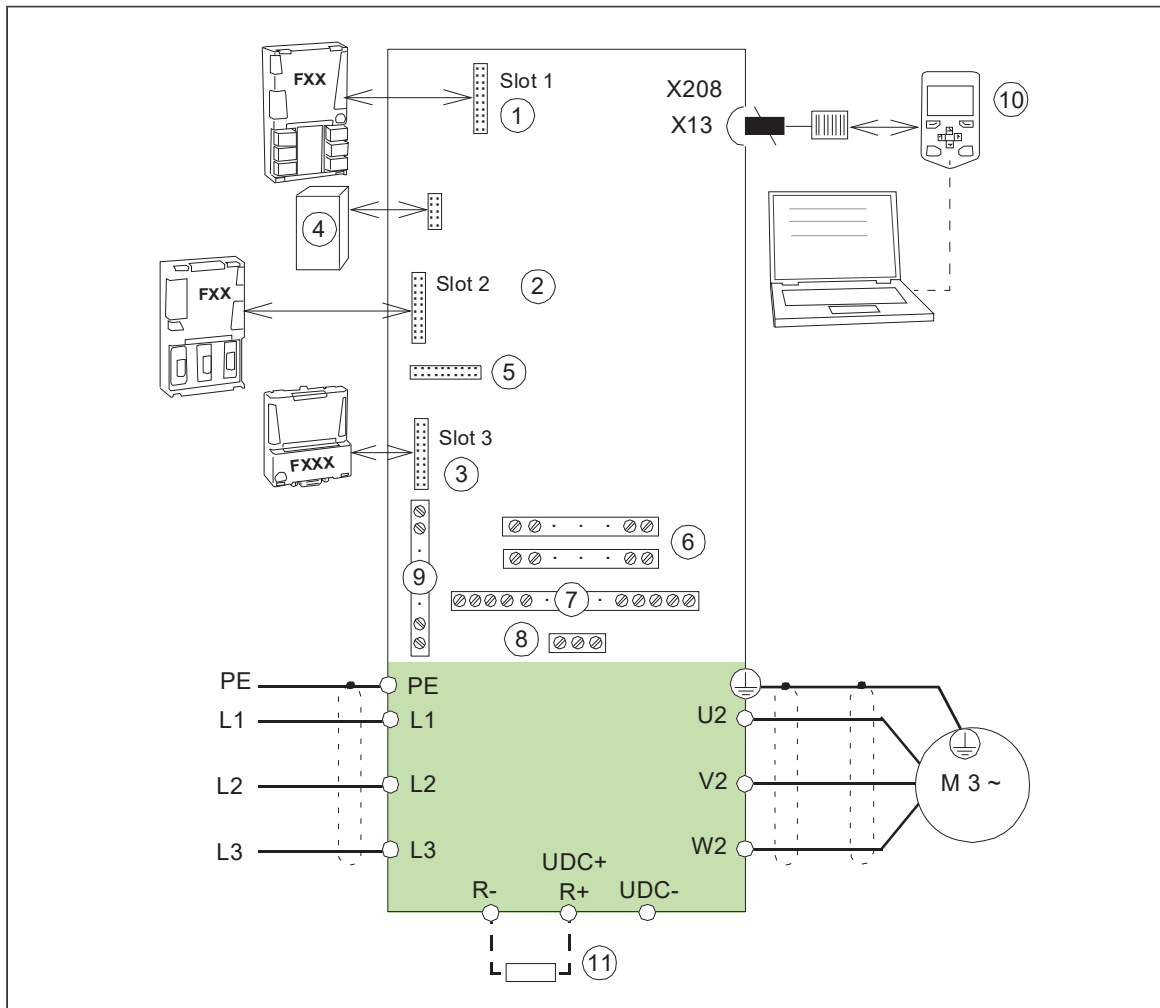 FXX
Slot 1
1
X208
X13
10
4
FXX
Slot 2
2
5
FXXX
Slot 3
3
6
9
7
8
PE
PE
L1
L1
U2
L2
L2
V2
M 3 ~
L3
L3
W2
UDC+
R-
R+
UDC-
11